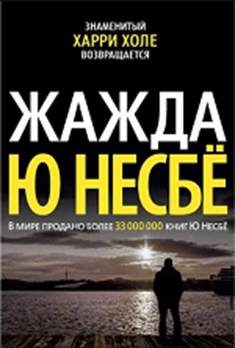 ЗНАМЕНИТЫЙ
ХАРРИ ХОЛЕ
ВОЗВРАЩАЕТСЯ
ЖАЖДА
Ю НЕСБЁ
В МИРЕ ПРОДАНО БОЛЕЕ 33 000 000 КНИГ Ю НЕСБЁ